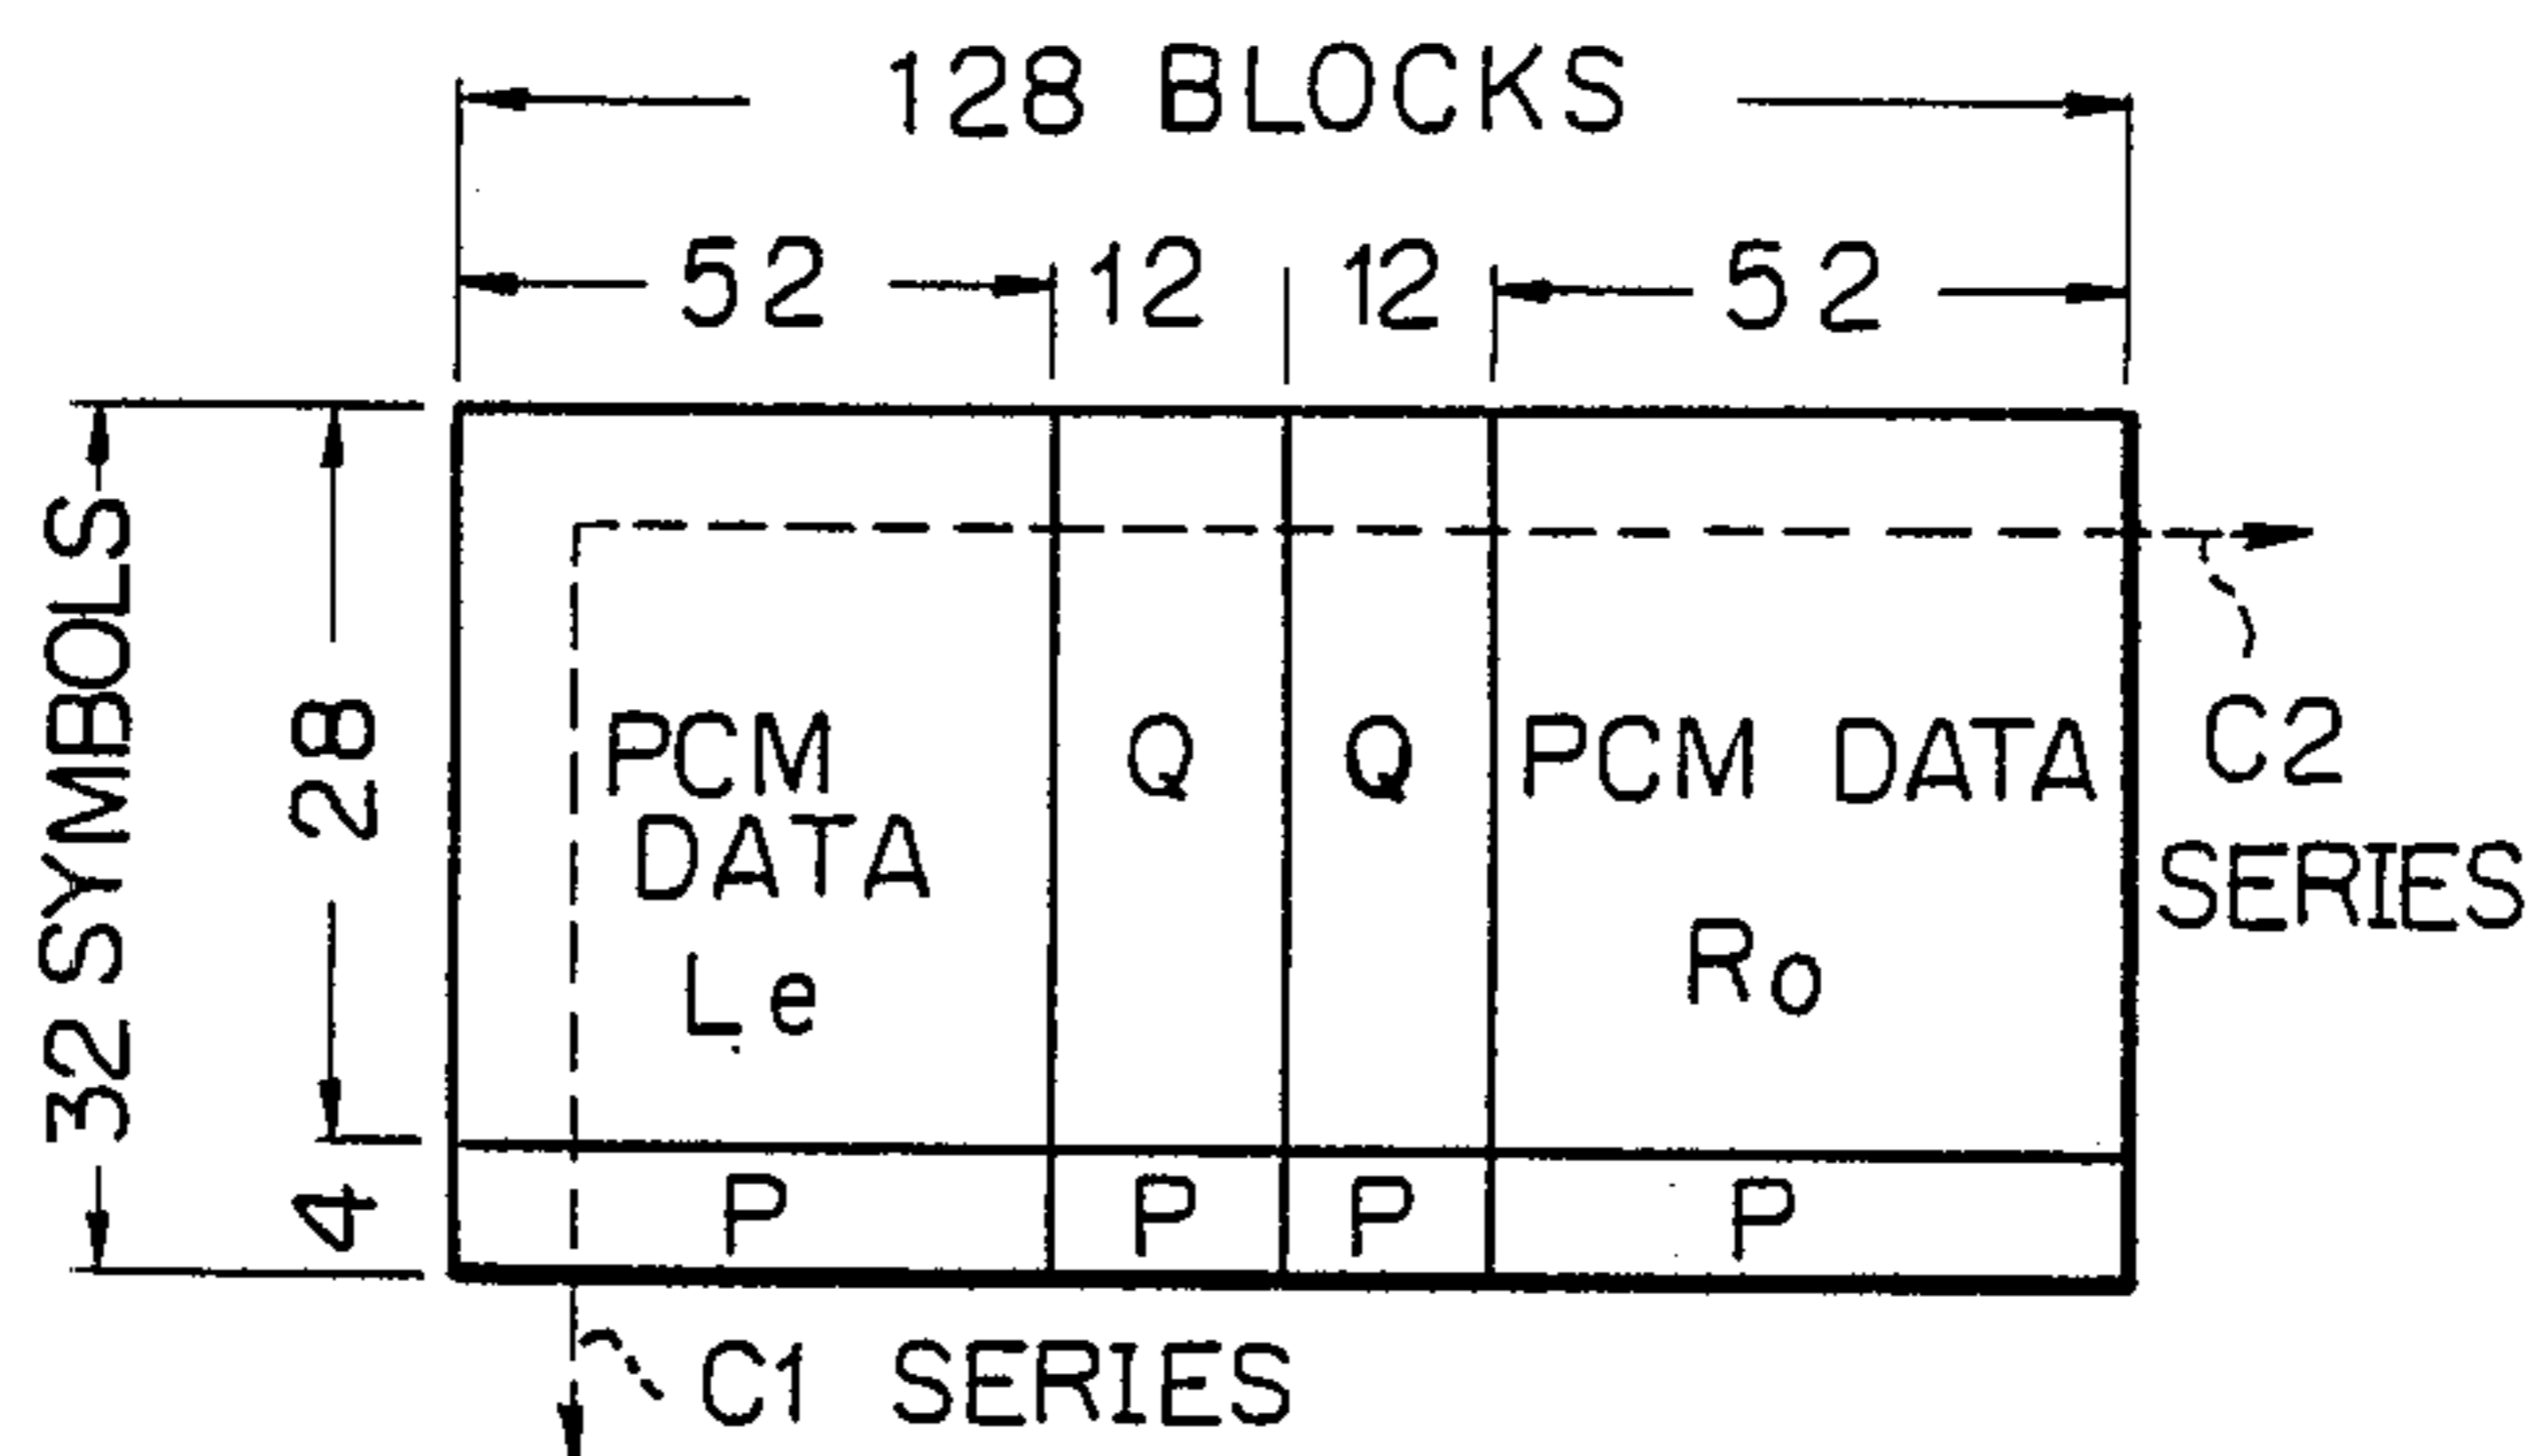 128 BLOCKS
52 12 12 52
32 SYMBOLS
28
4
PCM DATA Le
Q
Q
PCM DATA
Ro
C2 SERIES
P P P P
C1 SERIES